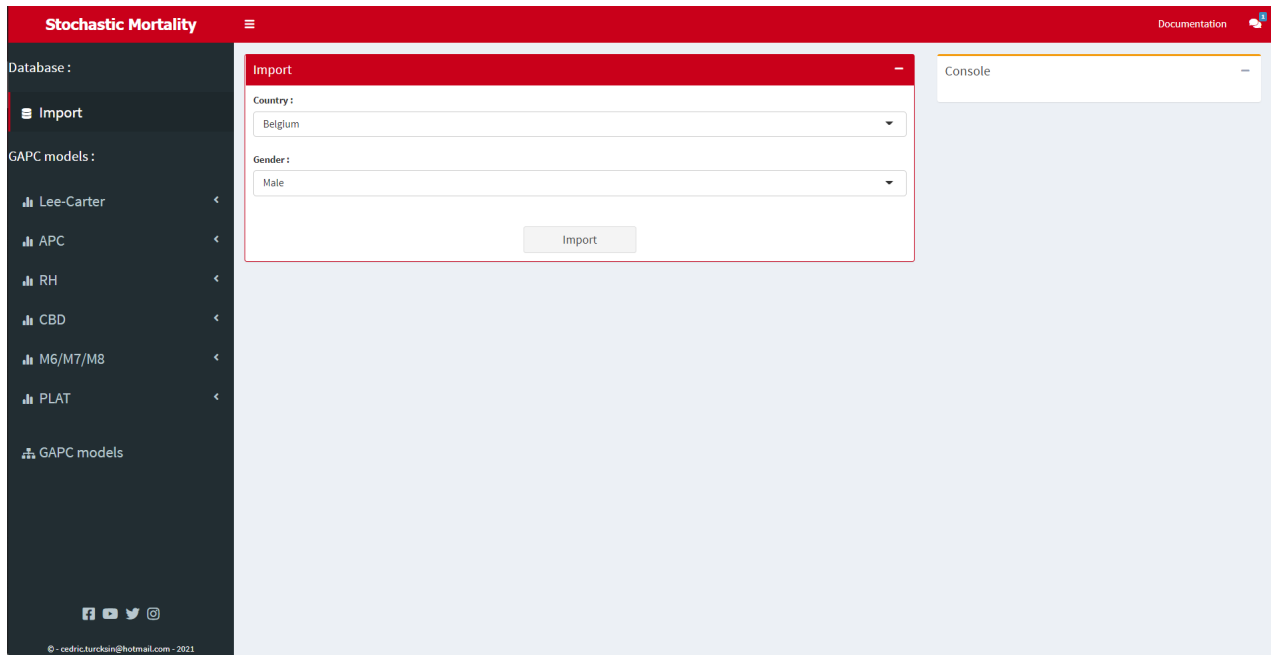 Stochastic Mortality
Documentation
1
Database :
Import
GAPC models :
Lee-Carter
APC
RH
CBD
M6/M7/M8
PLAT
GAPC models
© - cedric.turcksin@hotmail.com - 2021
Import
Country :
Belgium
Gender :
Male
Import
Console